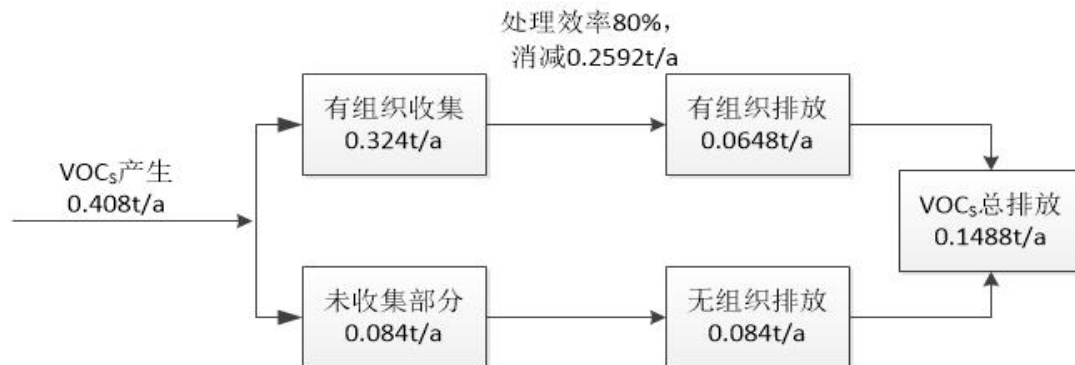 处理效率80%，
消减0.2592t/a
有组织收集
0.324t/a
有组织排放
0.0648t/a
VOCs产生
0.408t/a
VOCs总排放
0.1488t/a
未收集部分
0.084t/a
无组织排放
0.084t/a